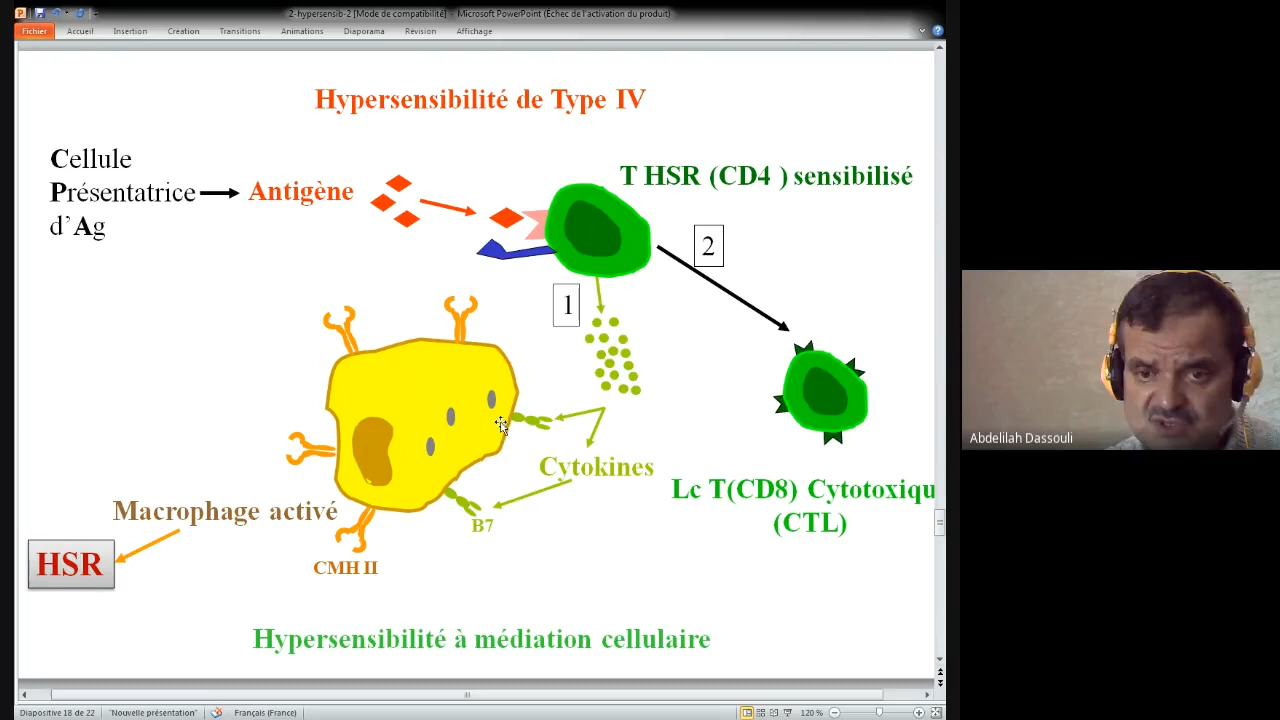 2-hypersensib-2 [Mode de compatibilité] - Microsoft PowerPoint (Échec de l'activation du produit)
Fichier Accueil Insertion Création Transitions Animations Diaporama Révision Affichage
Hypersensibilité de Type IV
Cellule
Présentatrice
d'Ag
Antigène
T HSR (CD4 ) sensibilisé
2
1
Cytokines
Lc T(CD8) Cytotoxiqu
(CTL)
Macrophage activé
B7
HSR
CMH II
Hypersensibilité à médiation cellulaire
Abdelilah Dassouli
Diapositive 18 de 22 "Nouvelle présentation" Français (France) 120 %